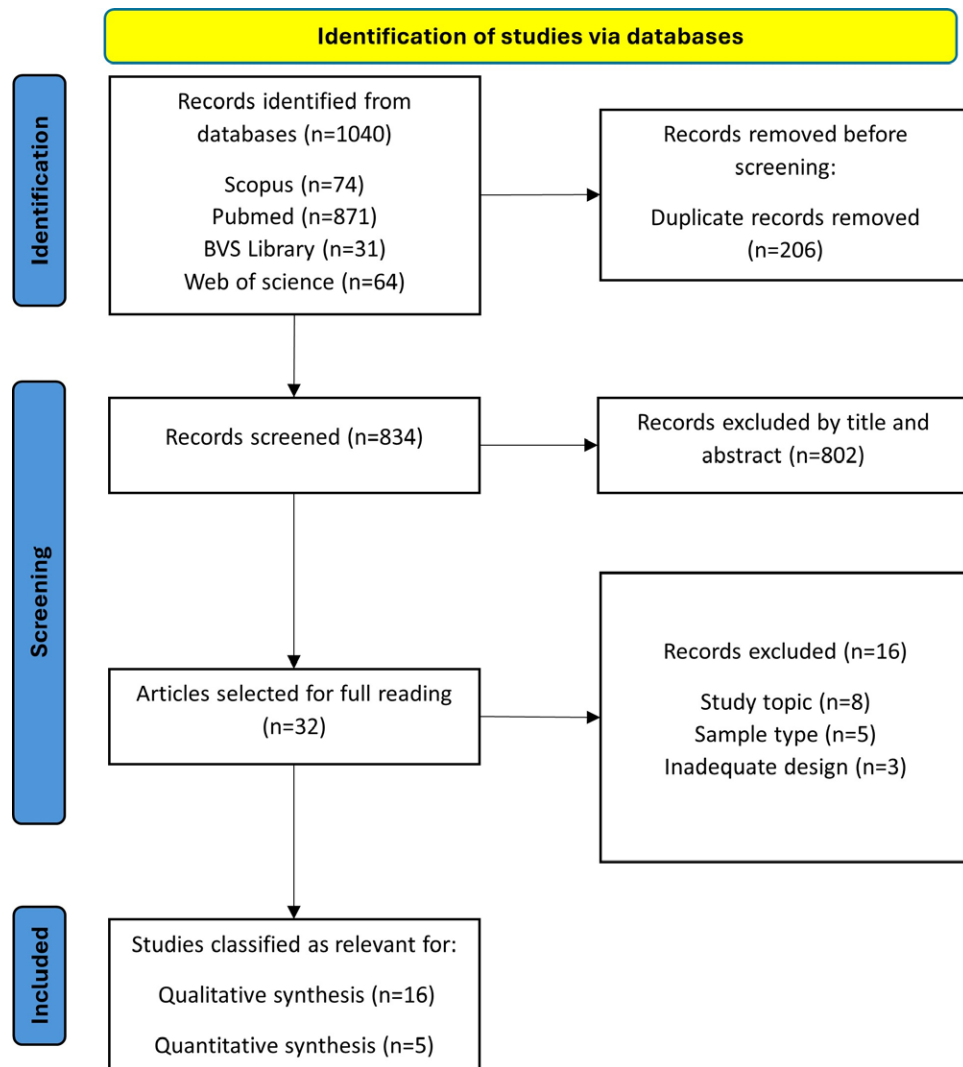 Identification of studies via databases
Identification
Records identified from
databases (n=1040)
Scopus (n=74)
Pubmed (n=871)
BVS Library (n=31)
Web of science (n=64)
Records removed before
screening:
Duplicate records removed
(n=206)
Screening
Records screened (n=834)
Records excluded by title and
abstract (n=802)
Articles selected for full reading
(n=32)
Records excluded (n=16)
Study topic (n=8)
Sample type (n=5)
Inadequate design (n=3)
Included
Studies classified as relevant for:
Qualitative synthesis (n=16)
Quantitative synthesis (n=5)